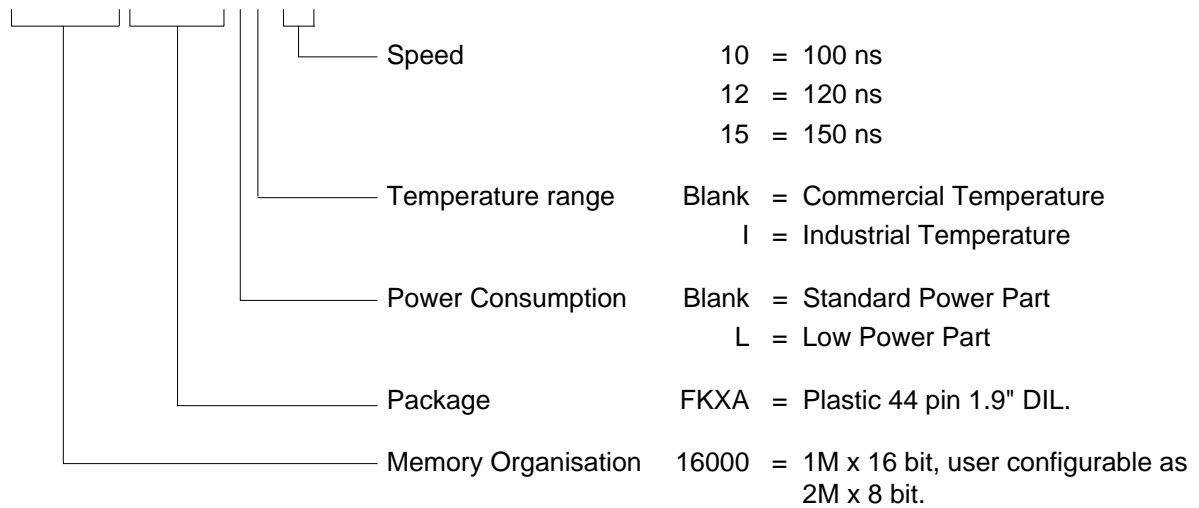 Speed 10 = 100 ns
12 = 120 ns
15 = 150 ns
Temperature range Blank = Commercial Temperature
I = Industrial Temperature
Power Consumption Blank = Standard Power Part
L = Low Power Part
Package FKXA = Plastic 44 pin 1.9" DIL.
Memory Organisation 16000 = 1M x 16 bit, user configurable as
2M x 8 bit.